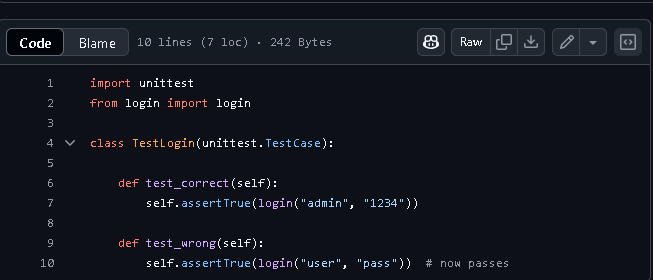 Code Blame 10 lines (7 loc) · 242 Bytes Raw
1 import unittest
2 from login import login
3
4 class TestLogin(unittest.TestCase):
5
6     def test_correct(self):
7         self.assertTrue(login("admin", "1234"))
8
9     def test_wrong(self):
10         self.assertTrue(login("user", "pass"))  # now passes